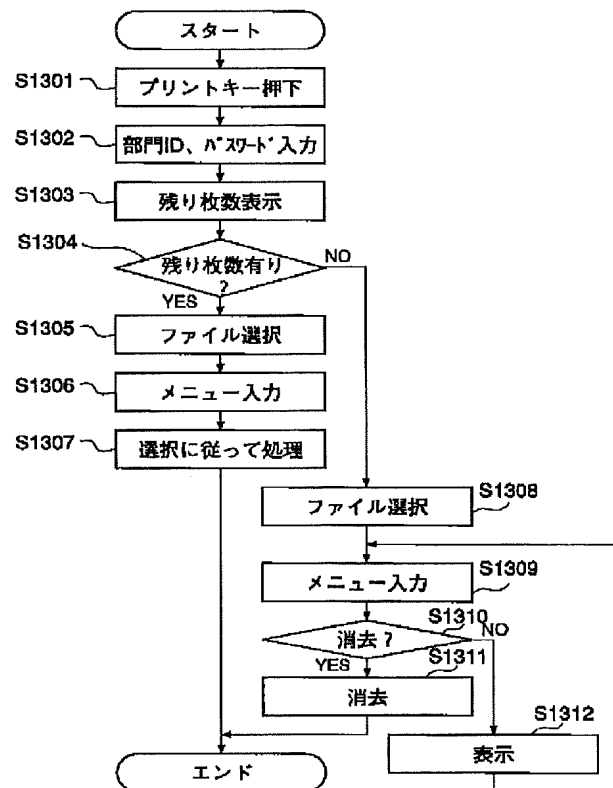 スタート
S1301
プリントキー押下
S1302
部門ID、パスワード入力
S1303
残り枚数表示
S1304
残り枚数有り
?
NO
YES
S1305
ファイル選択
S1306
メニュー入力
S1307
選択に従って処理
S1308
ファイル選択
S1309
メニュー入力
S1310
消去?
NO
YES
S1311
消去
S1312
表示
エンド